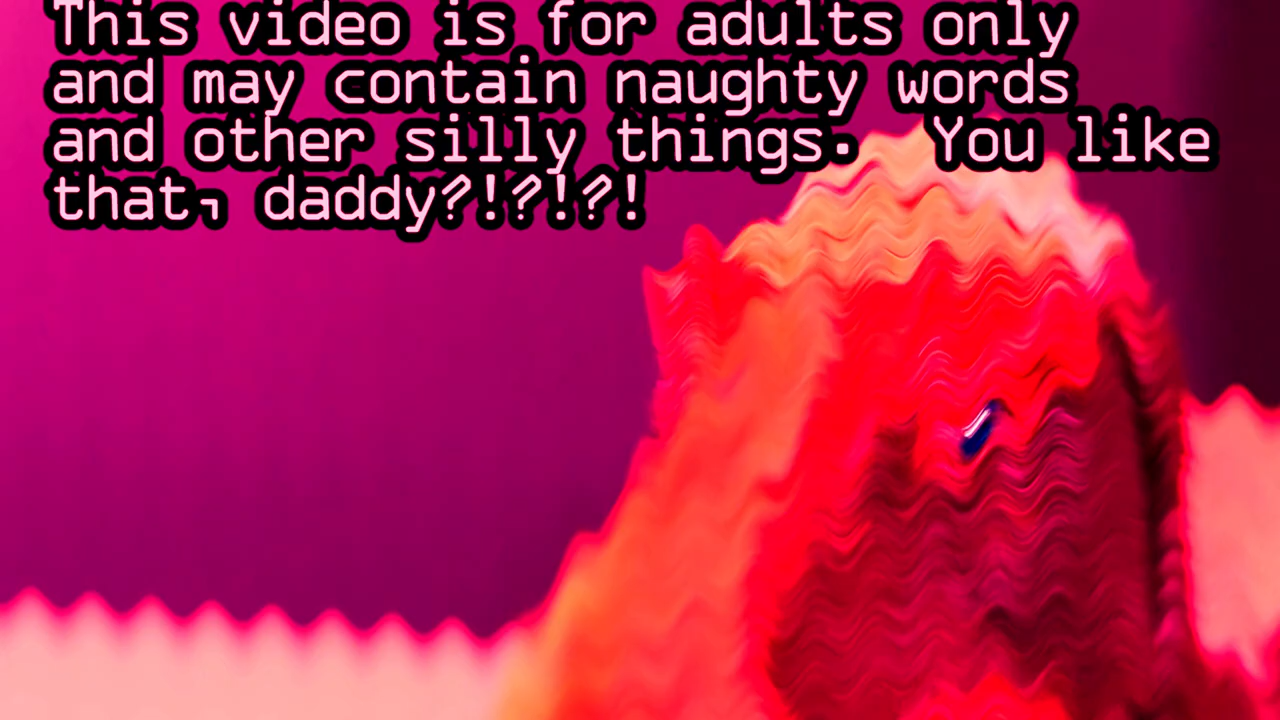 This video is for adults only
and may contain naughty words
and other silly things. You like
that, daddy?!?!?!